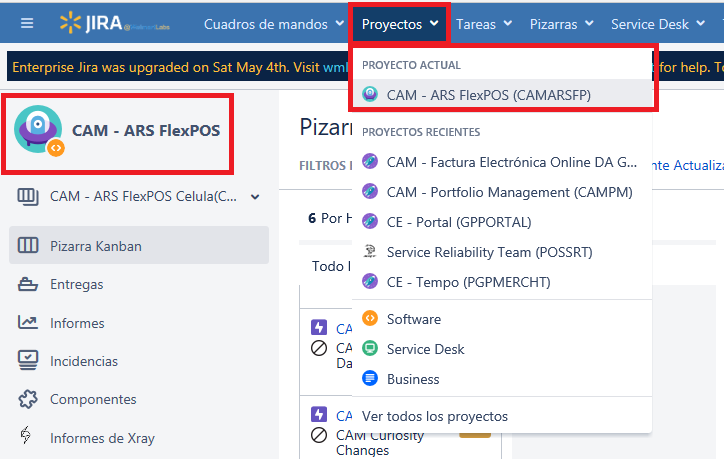 JIRA @WalmartLabs Cuadros de mandos Proyectos Tareas Pizarras Service Desk
Enterprise Jira was upgraded on Sat May 4th. Visit
for help. T
PROYECTO ACTUAL
CAM - ARS FlexPOS (CAMARSFP)
PROYECTOS RECIENTES
CAM - Factura Electrónica Online DA G...
CAM - Portfolio Management (CAMPM)
CE - Portal (GPPORTAL)
Service Reliability Team (POSSRT)
CE - Tempo (PGPMERCHT)
Software
Service Desk
Business
Ver todos los proyectos
CAM - ARS FlexPOS
CAM - ARS FlexPOS Celula(C...
Pizarra Kanban
Entregas
Informes
Incidencias
Componentes
Informes de Xray
Pizarr
FILTROS
nte Actualiza
6 Por H
Todo l
CA
CA
Da
CA
CAM Curiosity
Changes